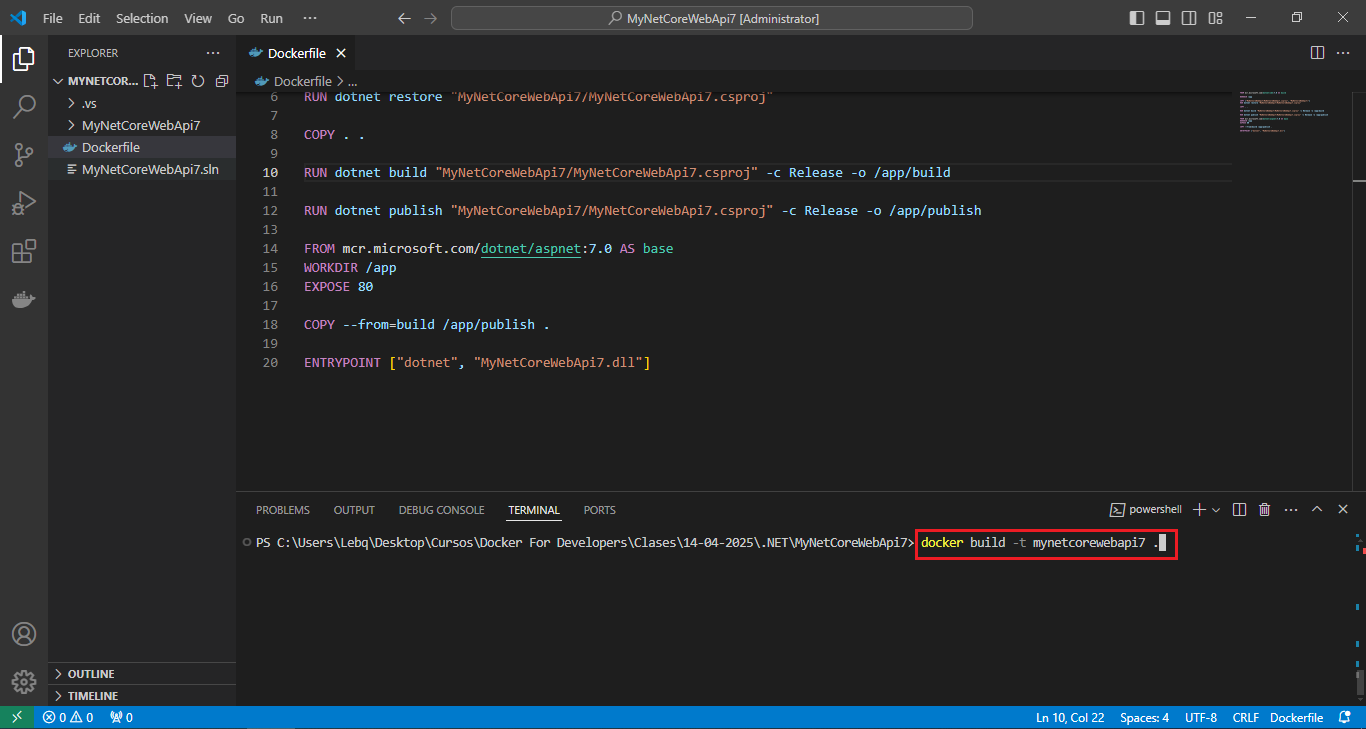 File Edit Selection View Go Run ··· MyNetCoreWebApi7 [Administrator]
EXPLORER ···
MYNETCOR...
.vs
MyNetCoreWebApi7
Dockerfile
MyNetCoreWebApi7.sln
OUTLINE
TIMELINE
Dockerfile
Dockerfile > ...
6 RUN dotnet restore "MyNetCoreWebApi7/MyNetCoreWebApi7.csproj"
7
8 COPY . .
9
10 RUN dotnet build "MyNetCoreWebApi7/MyNetCoreWebApi7.csproj" -c Release -o /app/build
11
12 RUN dotnet publish "MyNetCoreWebApi7/MyNetCoreWebApi7.csproj" -c Release -o /app/publish
13
14 FROM mcr.microsoft.com/dotnet/aspnet:7.0 AS base
15 WORKDIR /app
16 EXPOSE 80
17
18 COPY --from=build /app/publish .
19
20 ENTRYPOINT ["dotnet", "MyNetCoreWebApi7.dll"]
PROBLEMS OUTPUT DEBUG CONSOLE TERMINAL PORTS powershell
PS C:\Users\Lebq\Desktop\Cursos\Docker For Developers\Clases\14-04-2025\.NET\MyNetCoreWebApi7> docker build -t mynetcorewebapi7 .
0 0 0 Ln 10, Col 22 Spaces: 4 UTF-8 CRLF Dockerfile